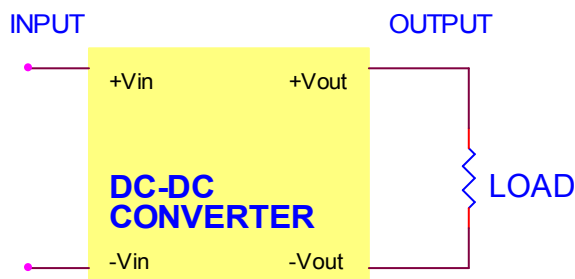 INPUT OUTPUT
+Vin +Vout
DC-DC
CONVERTER
LOAD
-Vin -Vout